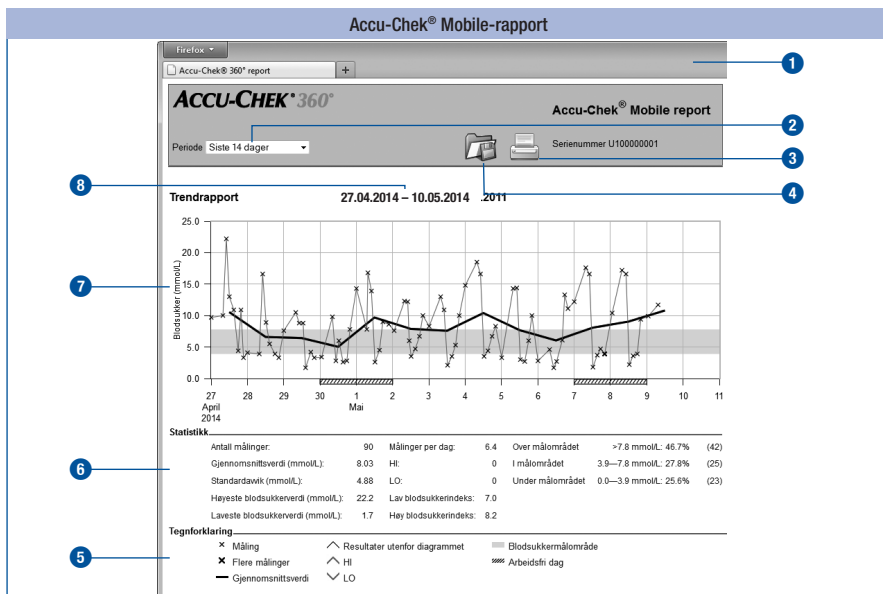 Accu-Chek® Mobile-rapport
Firefox
Accu-Chek® 360° report
+
1
ACCU-CHEK® 360°
Accu-Chek® Mobile report
2
Periode Siste 14 dager
Serienummer U100000001
3
8
4
Trendrapport
27.04.2014 – 10.05.2014 .2011
7
Blodsukker (mmol/L)
25.0
20.0
15.0
10.0
5.0
0.0
27 28 29 30 1 2 3 4 5 6 7 8 9 10 11
April Mai
2014
Statistikk
6
Antall målinger: 90 Målinger per dag: 6.4 Over målområdet >7.8 mmol/L: 46.7% (42)
Gjennomsnittsverdi (mmol/L): 8.03 HI: 0 I målområdet 3.9—7.8 mmol/L: 27.8% (25)
Standardavvik (mmol/L): 4.88 LO: 0 Under målområdet 0.0—3.9 mmol/L: 25.6% (23)
Høyeste blodsukkerverdi (mmol/L): 22.2 Lav blodsukkerindeks: 7.0
Laveste blodsukkerverdi (mmol/L): 1.7 Høy blodsukkerindeks: 8.2
Tegnforklaring
5
Måling Resultater utenfor diagrammet Blodsukkermålområde
Flere målinger HI Arbeidsfri dag
Gjennomsnittsverdi LO